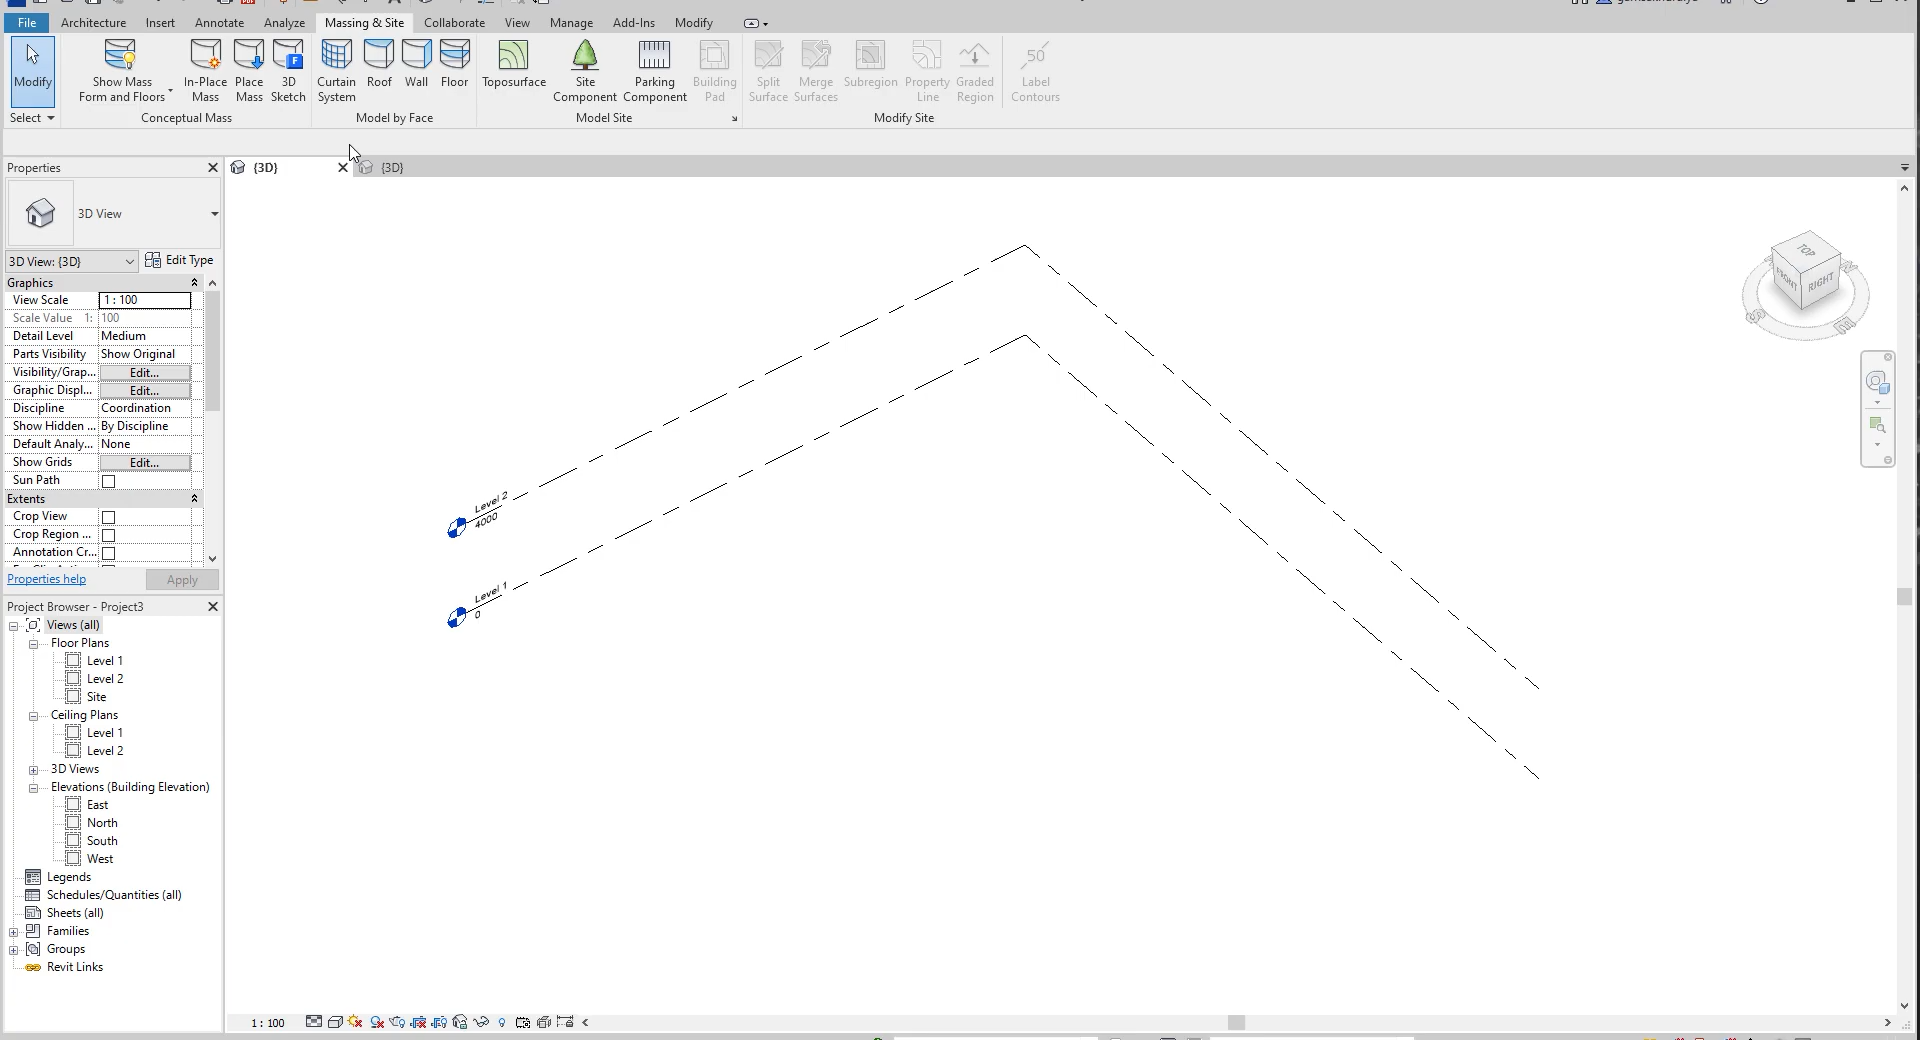 File Architecture Insert Annotate Analyze Massing & Site Collaborate View Manage Add-Ins Modify
Modify
Show Mass
Form and Floors
In-Place
Mass
Place
Mass
3D
Sketch
Curtain
System
Roof
Wall
Floor
Toposurface
Site
Component
Parking
Component
Building
Pad
Split
Surface
Merge
Surfaces
Subregion
Property
Line
Graded
Region
50
Label
Contours
Select
Conceptual Mass
Model by Face
Model Site
Modify Site
Properties
{3D}
{3D}
3D View
3D View: {3D}
Edit Type
Graphics
View Scale 1 : 100
Scale Value 1: 100
Detail Level Medium
Parts Visibility Show Original
Visibility/Grap... Edit...
Graphic Displ... Edit...
Discipline Coordination
Show Hidden ... By Discipline
Default Analy... None
Show Grids Edit...
Sun Path
Extents
Crop View
Crop Region ...
Annotation Cr...
Properties help
Apply
Project Browser - Project3
Views (all)
Floor Plans
Level 1
Level 2
Site
Ceiling Plans
Level 1
Level 2
3D Views
Elevations (Building Elevation)
East
North
South
West
Legends
Schedules/Quantities (all)
Sheets (all)
Families
Groups
Revit Links
Level 2
4000
Level 1
0
TOP
FRONT
RIGHT
S
E
1 : 100